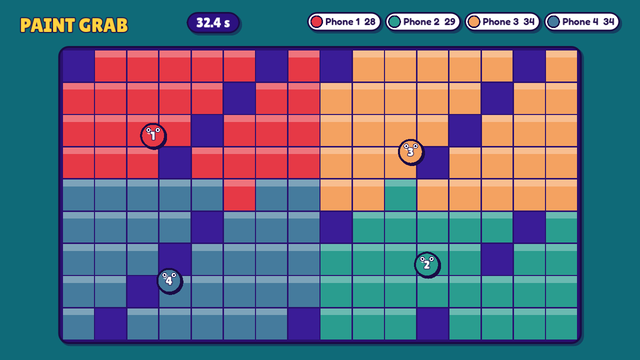 PAINT GRAB
32.4 s
Phone 1 28
Phone 2 29
Phone 3 34
Phone 4 34
1
3
2
4